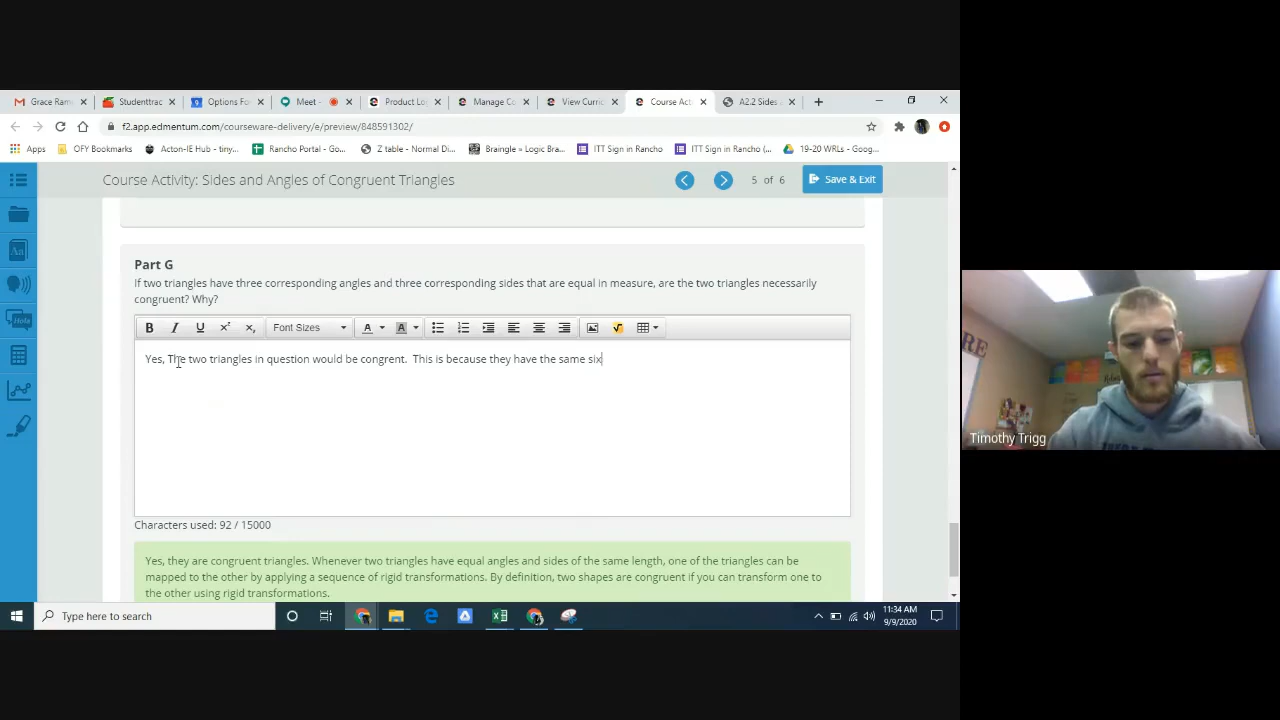 Grace Ram
Studenttrac
Options Fo
Meet -
Product Lo
Manage Co
View Curric
Course Act
A2.2 Sides
f2.app.edmentum.com/courseware-delivery/e/preview/848591302/
Apps
OFY Bookmarks
Acton-IE Hub - tiny...
Rancho Portal - Go...
Z table - Normal Di...
Braingle » Logic Bra...
ITT Sign in Rancho
ITT Sign in Rancho (...
19-20 WRLs - Goog...
Course Activity: Sides and Angles of Congruent Triangles
5 of 6
Save & Exit
Part G
If two triangles have three corresponding angles and three corresponding sides that are equal in measure, are the two triangles necessarily
congruent? Why?
B I U x² x, Font Sizes A A
Yes, The two triangles in question would be congrent. This is because they have the same six
Characters used: 92 / 15000
Yes, they are congruent triangles. Whenever two triangles have equal angles and sides of the same length, one of the triangles can be
mapped to the other by applying a sequence of rigid transformations. By definition, two shapes are congruent if you can transform one to
the other using rigid transformations.
Type here to search
11:34 AM
9/9/2020
Aa
Hola
RE
Timothy Trigg